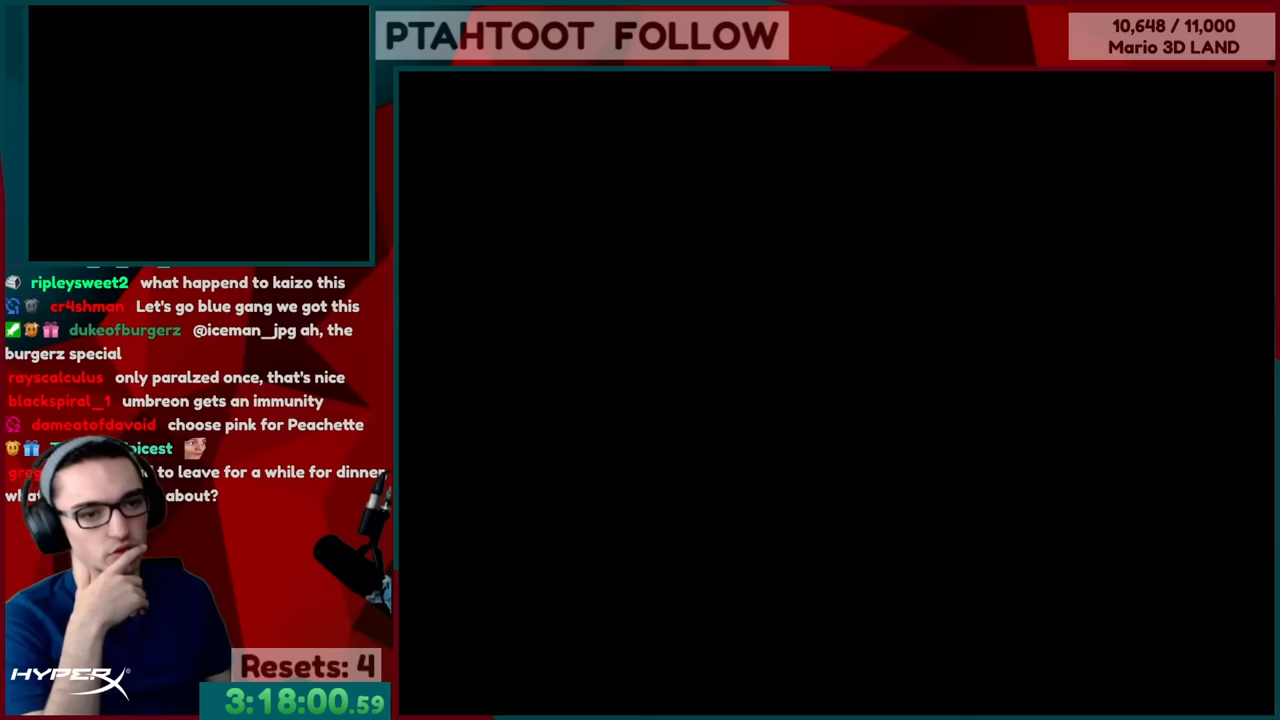 PTAHTOOT FOLLOW
10,648 / 11,000
Mario 3D LAND
ripleysweet2 what happend to kaizo this
cr4shman Let's go blue gang we got this
dukeofburgerz @iceman_jpg ah, the
burgerz special
rayscalculus only paralzed once, that's nice
blackspiral_1 umbreon gets an immunity
dameatofdavoid choose pink for Peachette
to leave for a while for dinner
about?
HYPERX
Resets: 4
3:18:00.59